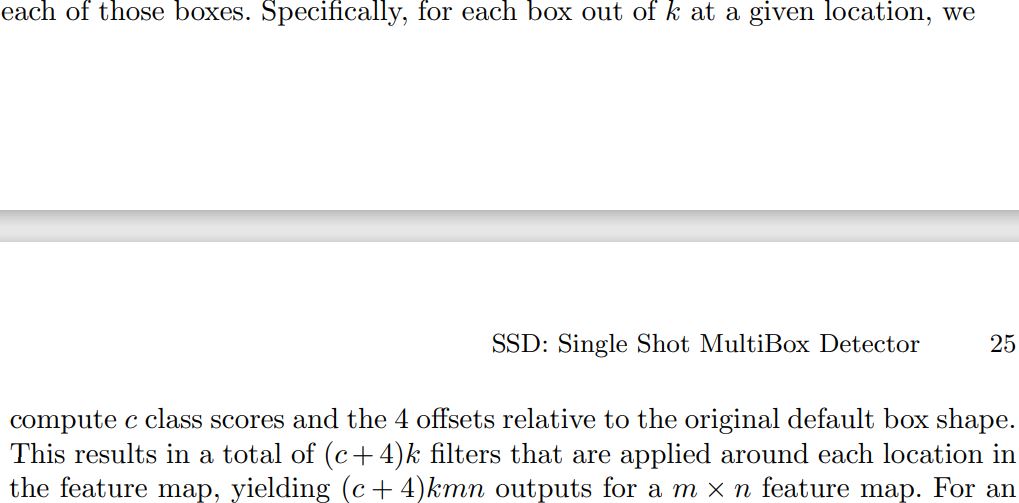 each of those boxes. Specifically, for each box out of k at a given location, we
SSD: Single Shot MultiBox Detector 25
compute c class scores and the 4 offsets relative to the original default box shape.
This results in a total of (c + 4)k filters that are applied around each location in
the feature map, yielding (c + 4)kmn outputs for a m × n feature map. For an